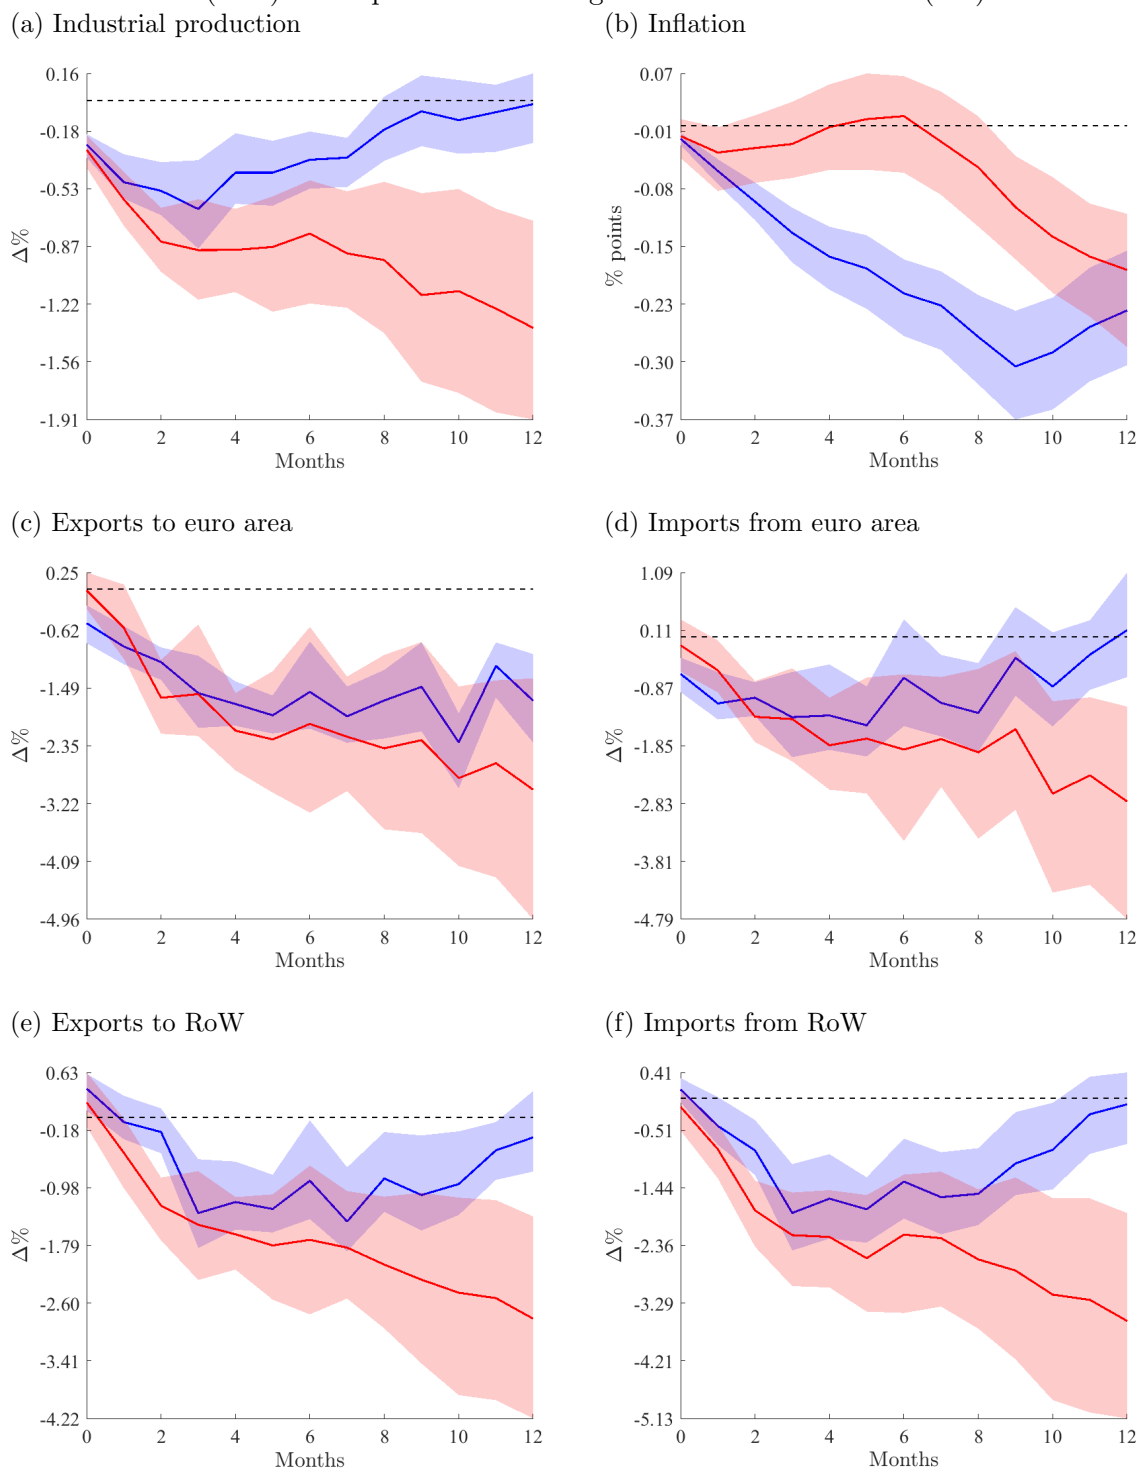 (a) Industrial production
0.16
-0.18
-0.53
-0.87
-1.22
-1.56
-1.91
Δ%
0 2 4 6 8 10 12
Months
(b) Inflation
0.07
-0.01
-0.08
-0.15
-0.23
-0.30
-0.37
% points
0 2 4 6 8 10 12
Months
(c) Exports to euro area
0.25
-0.62
-1.49
-2.35
-3.22
-4.09
-4.96
Δ%
0 2 4 6 8 10 12
Months
(d) Imports from euro area
1.09
0.11
-0.87
-1.85
-2.83
-3.81
-4.79
Δ%
0 2 4 6 8 10 12
Months
(e) Exports to RoW
0.63
-0.18
-0.98
-1.79
-2.60
-3.41
-4.22
Δ%
0 2 4 6 8 10 12
Months
(f) Imports from RoW
0.41
-0.51
-1.44
-2.36
-3.29
-4.21
-5.13
Δ%
0 2 4 6 8 10 12
Months